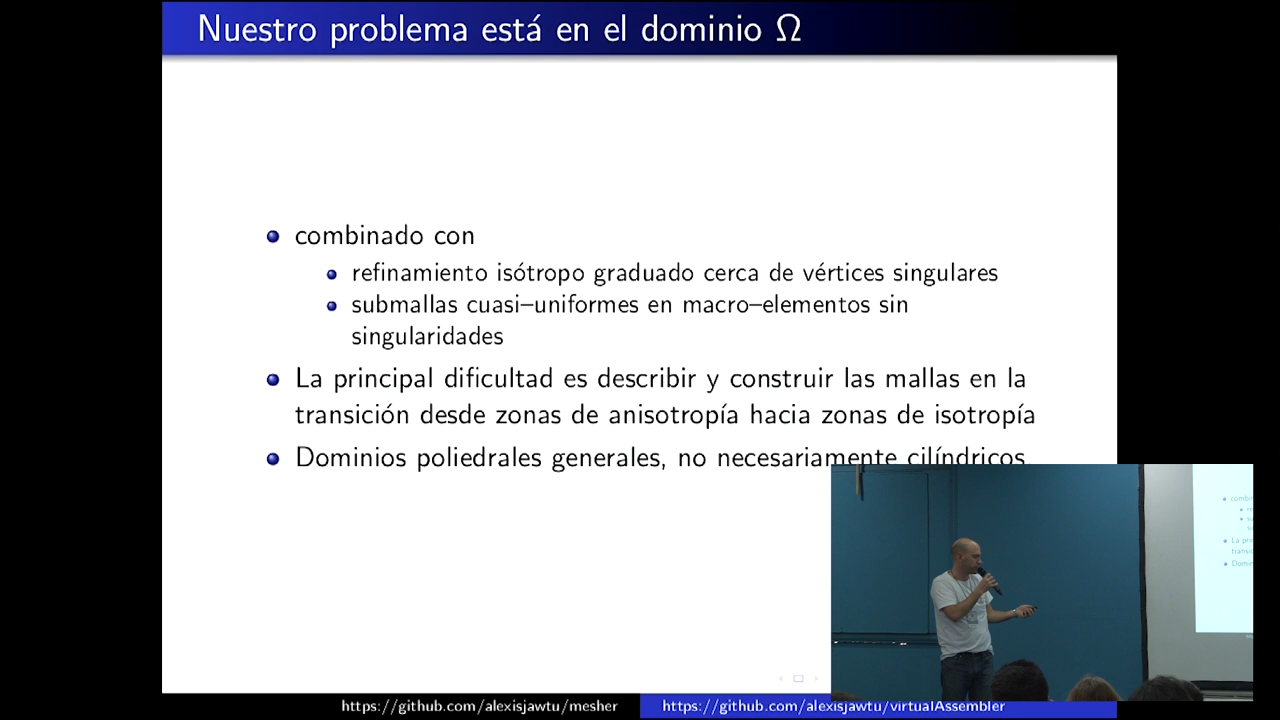 Nuestro problema está en el dominio Ω
combinado con
refinamiento isótropo graduado cerca de vértices singulares
submallas cuasi–uniformes en macro–elementos sin
singularidades
La principal dificultad es describir y construir las mallas en la
transición desde zonas de anisotropía hacia zonas de isotropía
Dominios poliedrales generales, no necesariamente cilíndricos.
https://github.com/alexisjawtu/mesher
https://github.com/alexisjawtu/virtualAssembler